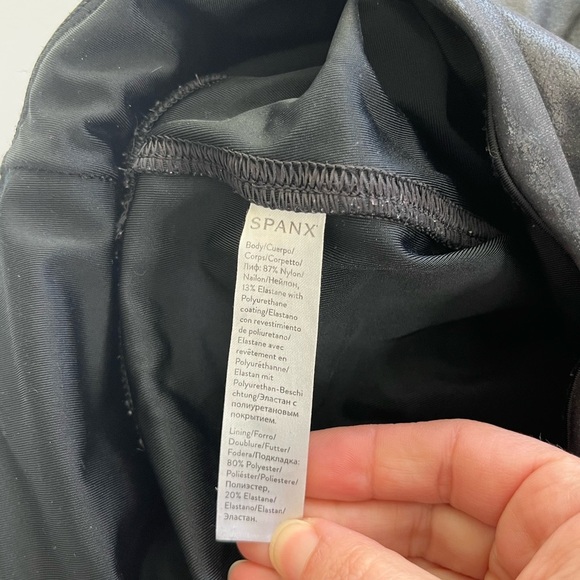 SPANX®
Body/Cuerpo/
Corps/Corpetto/
Лиф: 87% Nylon/
Nailon/Нейлон,
13% Elastane with
Polyurethane
coating/Elastano
con revestimiento
de poliuretano/
Elastane avec
revêtement en
Polyuréthanne/
Elastan mit
Polyurethan-Beschi
chtung/Эластан с
полиуретановым
покрытием.
Lining/Forro/
Doublure/Futter/
Fodere/Подкладка:
80% Polyester/
Poliéster/Poliestere/
Полиэстер,
20% Elastane/
Elastano/Elastan/
Эластан.